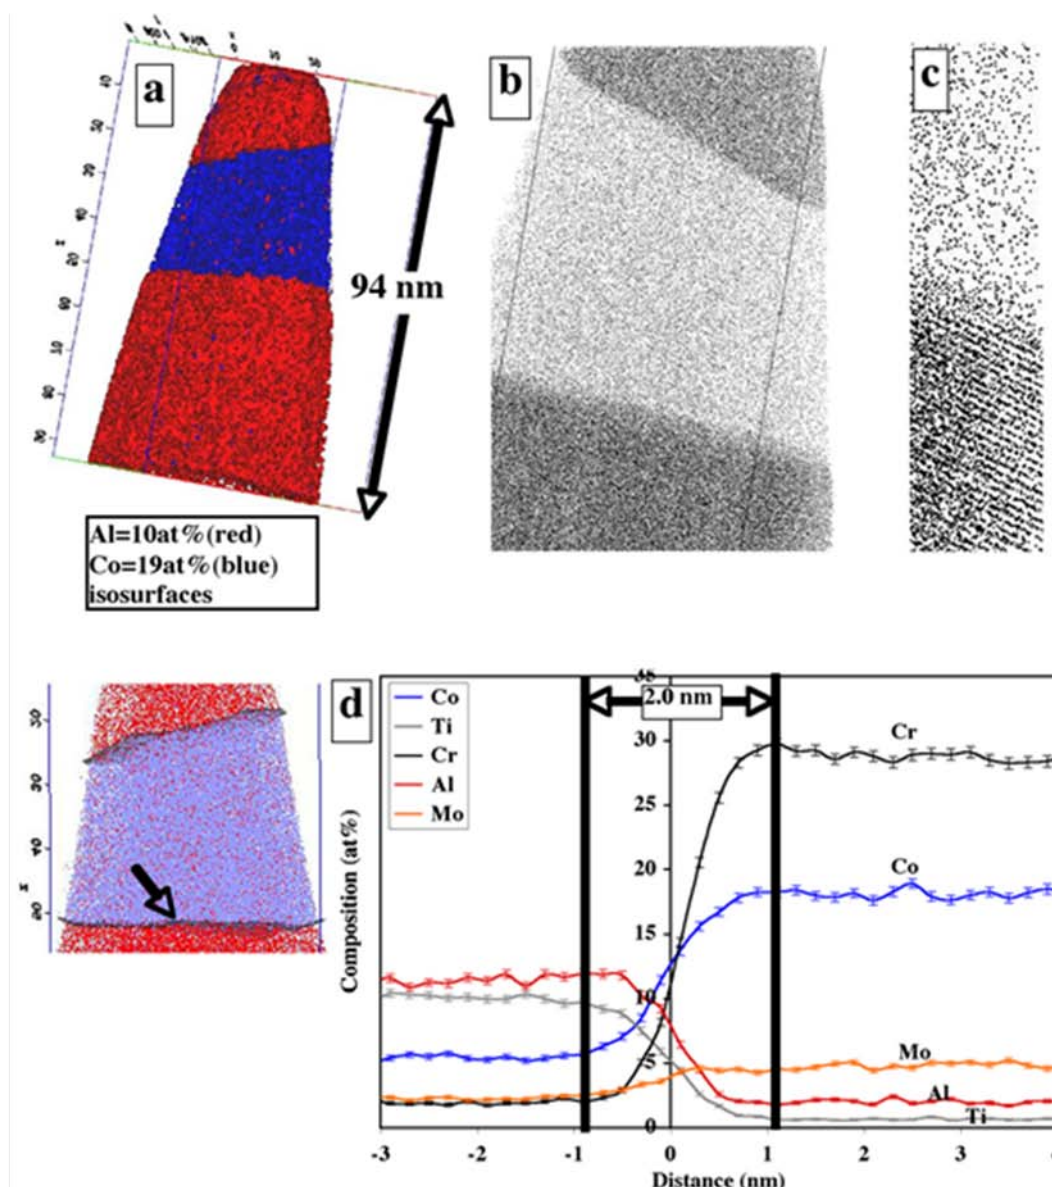 a
b
c
94 nm
Al=10at%(red)
Co=19at%(blue)
isosurfaces
d
Co
Ti
Cr
Al
Mo
2.0 nm
Cr
Co
Mo
Al
Ti
Composition (at%)
35
30
25
20
15
10
5
0
-3
-2
-1
0
1
2
3
Distance (nm)